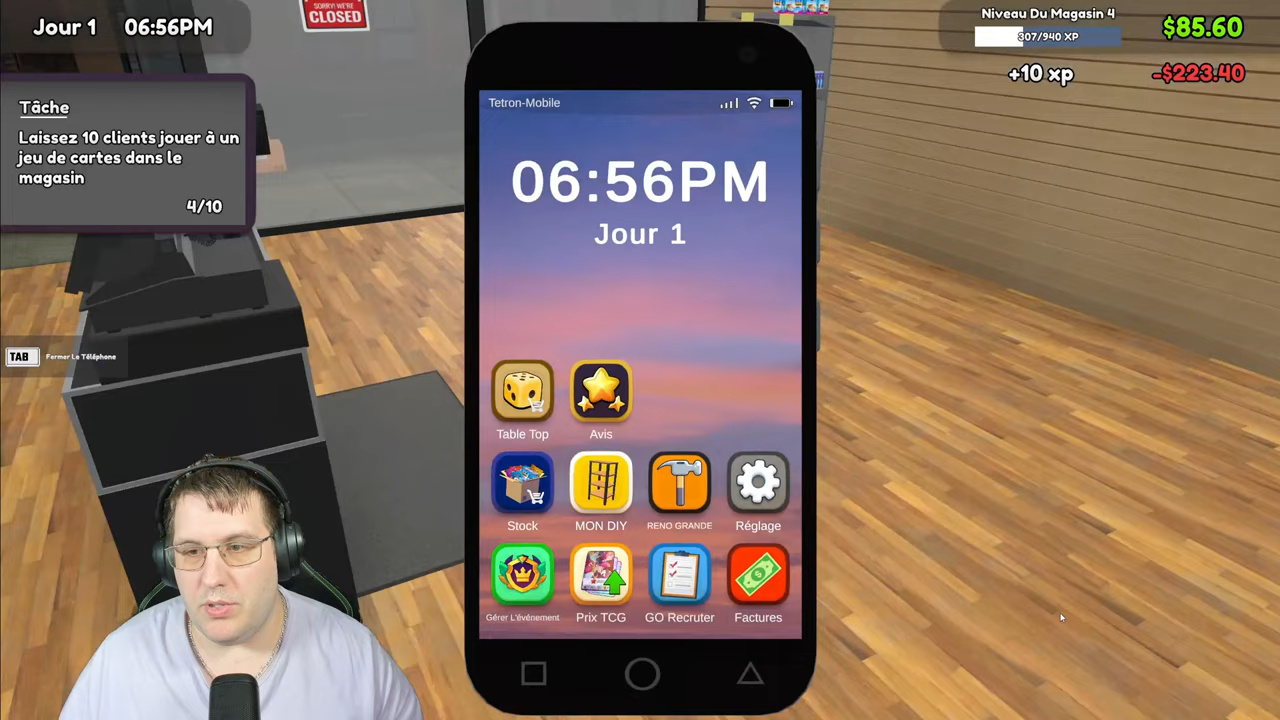 Jour 1 06:56PM
SORRY! WE'RE
CLOSED
Niveau Du Magasin 4
$85.60
307/940 XP
+10 xp
-$223.40
Tâche
Laissez 10 clients jouer à un
jeu de cartes dans le
magasin
4/10
TAB Fermer Le Téléphone
Tetron-Mobile
06:56PM
Jour 1
Table Top
Avis
Stock
MON DIY
RENO GRANDE
Réglage
Gérer L'événement
Prix TCG
GO Recruter
Factures